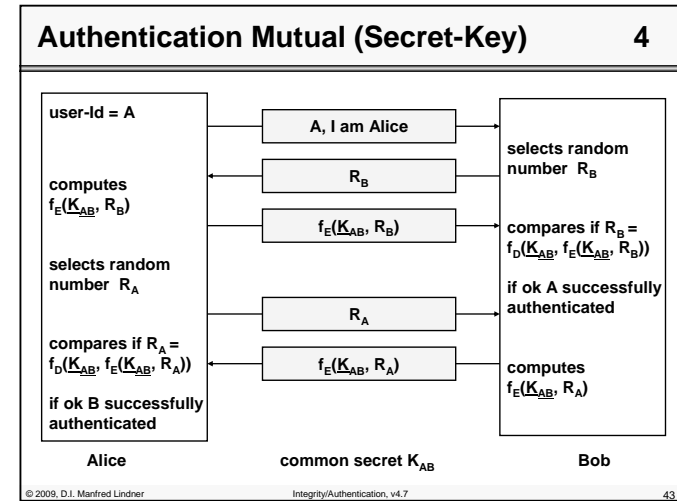 Authentication Mutual (Secret-Key) 4
user-Id = A
A, I am Alice
selects random
number R_B
R_B
computes
f_E(K_AB, R_B)
f_E(K_AB, R_B)
compares if R_B =
f_D(K_AB, f_E(K_AB, R_B))
if ok A successfully
authenticated
selects random
number R_A
R_A
compares if R_A =
f_D(K_AB, f_E(K_AB, R_A))
f_E(K_AB, R_A)
computes
f_E(K_AB, R_A)
if ok B successfully
authenticated
Alice
common secret K_AB
Bob
© 2009, D.I. Manfred Lindner
Integrity/Authentication, v4.7
43